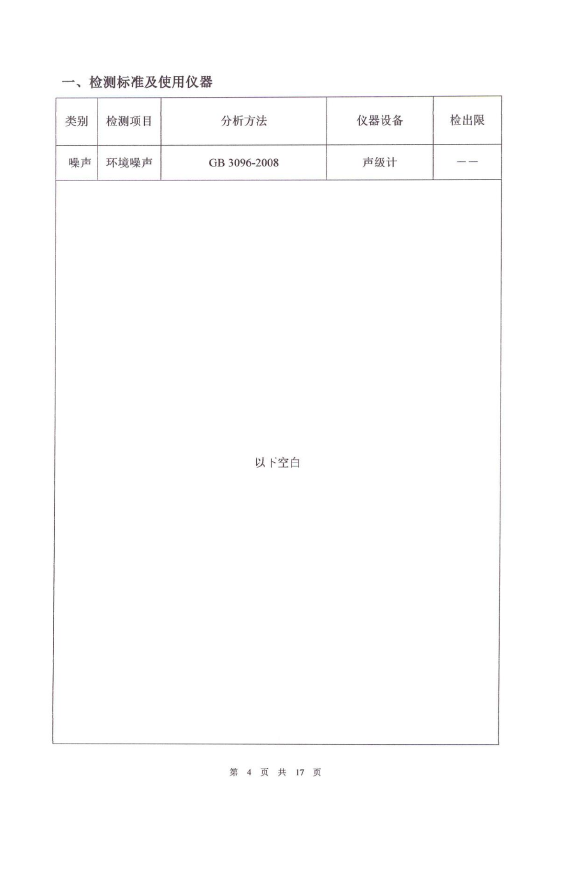 一、检测标准及使用仪器
类别 检测项目 分析方法 仪器设备 检出限
噪声 环境噪声 GB 3096-2008 声级计 ——
以下空白
第 4 页 共 17 页